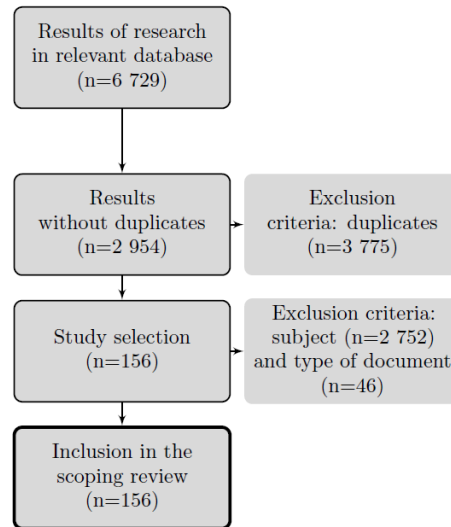 Results of research
in relevant database
(n=6 729)
Results
without duplicates
(n=2 954)
Exclusion
criteria: duplicates
(n=3 775)
Study selection
(n=156)
Exclusion criteria:
subject (n=2 752)
and type of document
(n=46)
Inclusion in the
scoping review
(n=156)